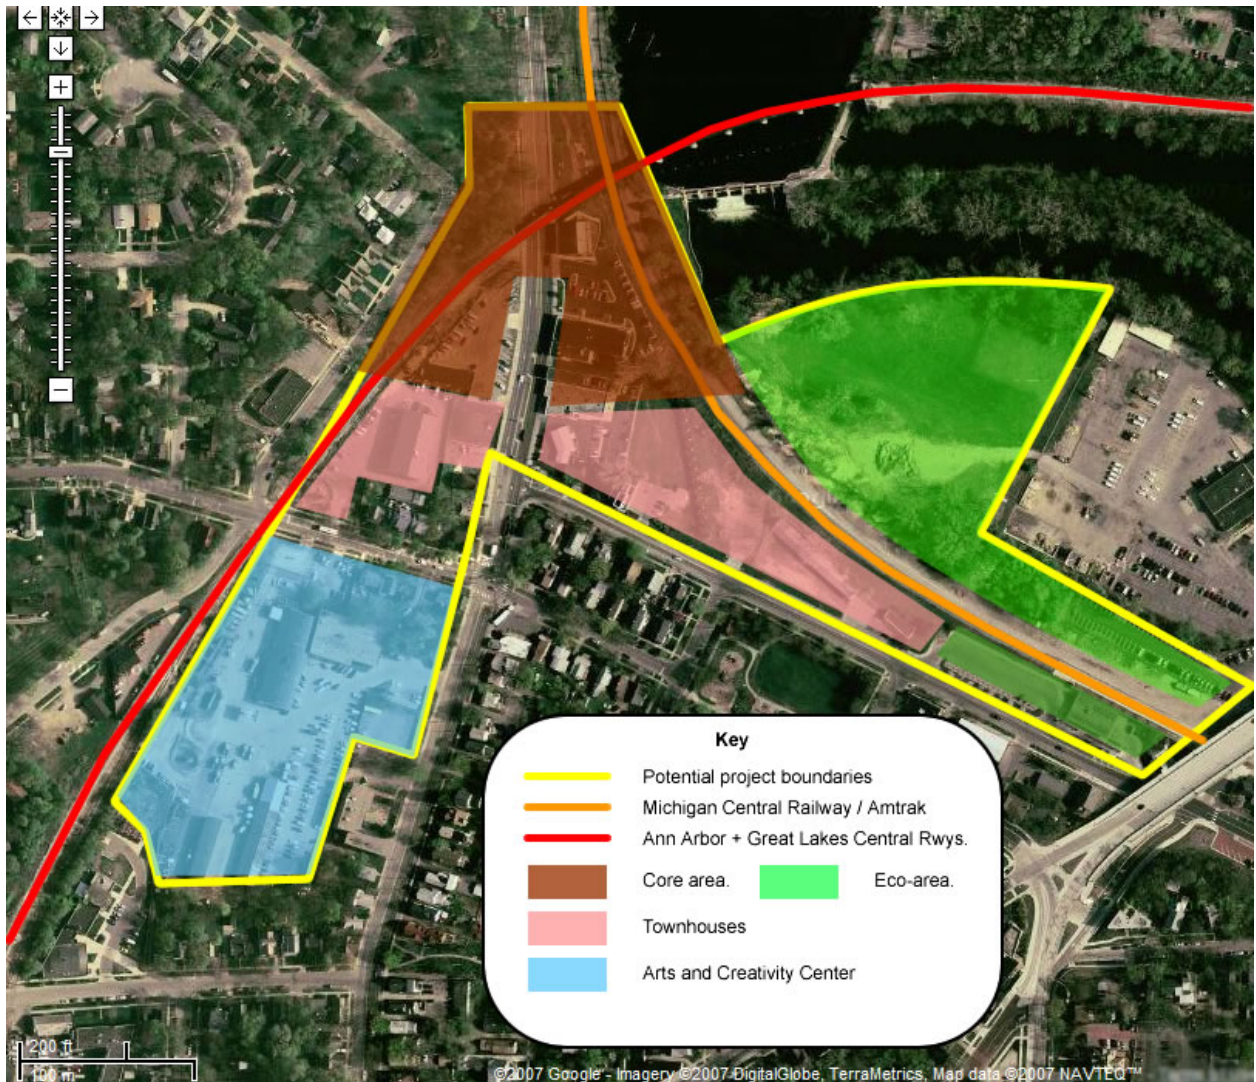 Key
Potential project boundaries
Michigan Central Railway / Amtrak
Ann Arbor + Great Lakes Central Rwys.
Core area.
Eco-area.
Townhouses
Arts and Creativity Center
200 ft
100 m
©2007 Google - Imagery ©2007 DigitalGlobe, TerraMetrics, Map data ©2007 NAVTEQ™